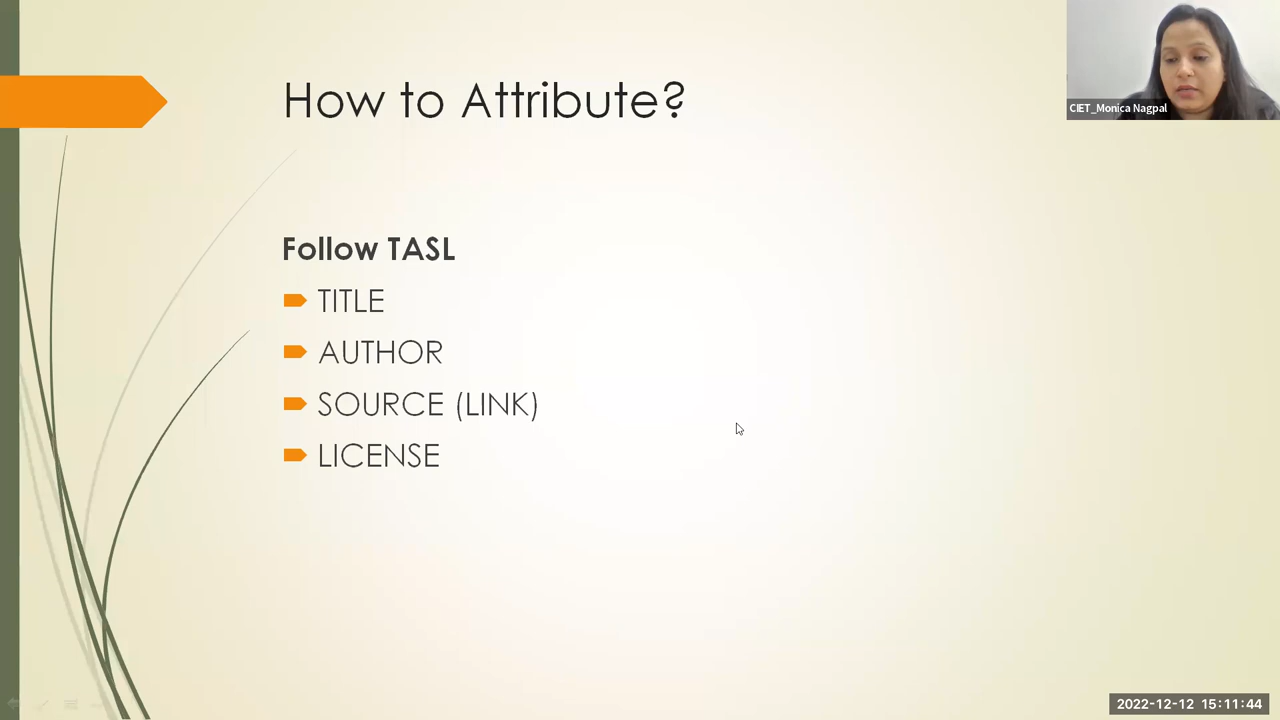 How to Attribute?
CIET_Monica Nagpal
Follow TASL
TITLE
AUTHOR
SOURCE (LINK)
LICENSE
2022-12-12 15:11:44